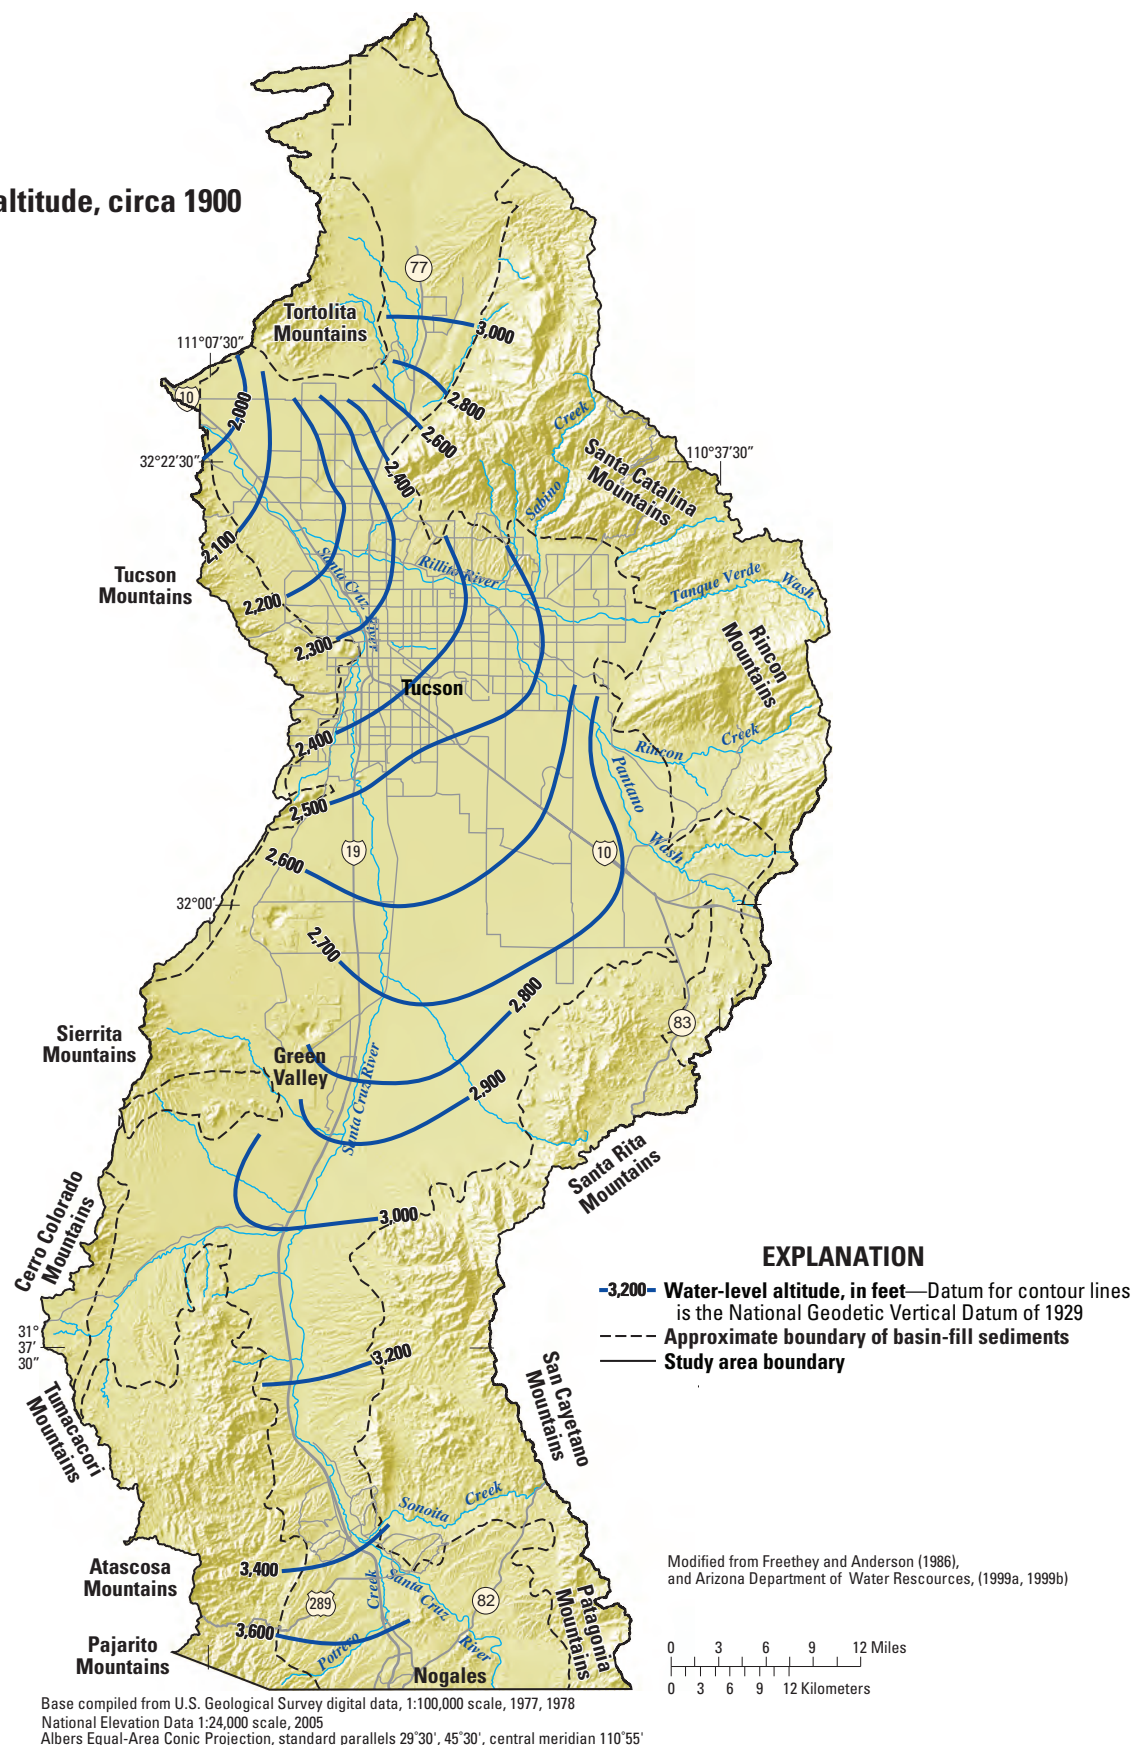 altitude, circa 1900
77
Tortolita
Mountains
3,000
111°07'30"
10
2,000
2,800
2,600
Creek
32°22'30"
110°37'30"
Santa Catalina
Mountains
2,400
Sabino
2,100
Santa Cruz River
Rillito River
Tanque Verde Wash
Tucson
Mountains
2,200
2,300
Rincon
Mountains
Tucson
2,400
Rincon Creek
Pantano Wash
2,500
19
10
2,600
32°00'
2,700
2,800
83
Sierrita
Mountains
Green
Valley
Santa Cruz River
2,900
Santa Rita
Mountains
Cerro Colorado
Mountains
3,000
EXPLANATION
3,200 Water-level altitude, in feet—Datum for contour lines
is the National Geodetic Vertical Datum of 1929
Approximate boundary of basin-fill sediments
Study area boundary
31°
37'
30"
3,200
San Cayetano
Mountains
Tumacacori
Mountains
Sonoita Creek
Atascosa
Mountains
3,400
Modified from Freethey and Anderson (1986),
and Arizona Department of Water Rescources, (1999a, 1999b)
289
Potrero Creek
Santa Cruz River
82
Patagonia
Mountains
3,600
Pajarito
Mountains
Nogales
0 3 6 9 12 Miles
0 3 6 9 12 Kilometers
Base compiled from U.S. Geological Survey digital data, 1:100,000 scale, 1977, 1978
National Elevation Data 1:24,000 scale, 2005
Albers Equal-Area Conic Projection, standard parallels 29°30', 45°30', central meridian 110°55'